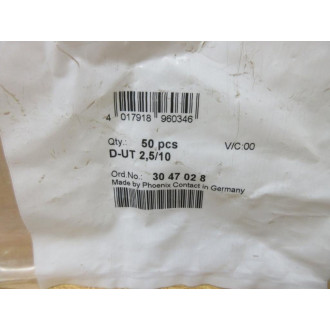 4 017918 960346
Qty.: 50 pcs V/C:00
D-UT 2,5/10
Ord.No.: 30 47 02 8
Made by Phoenix Contact in Germany